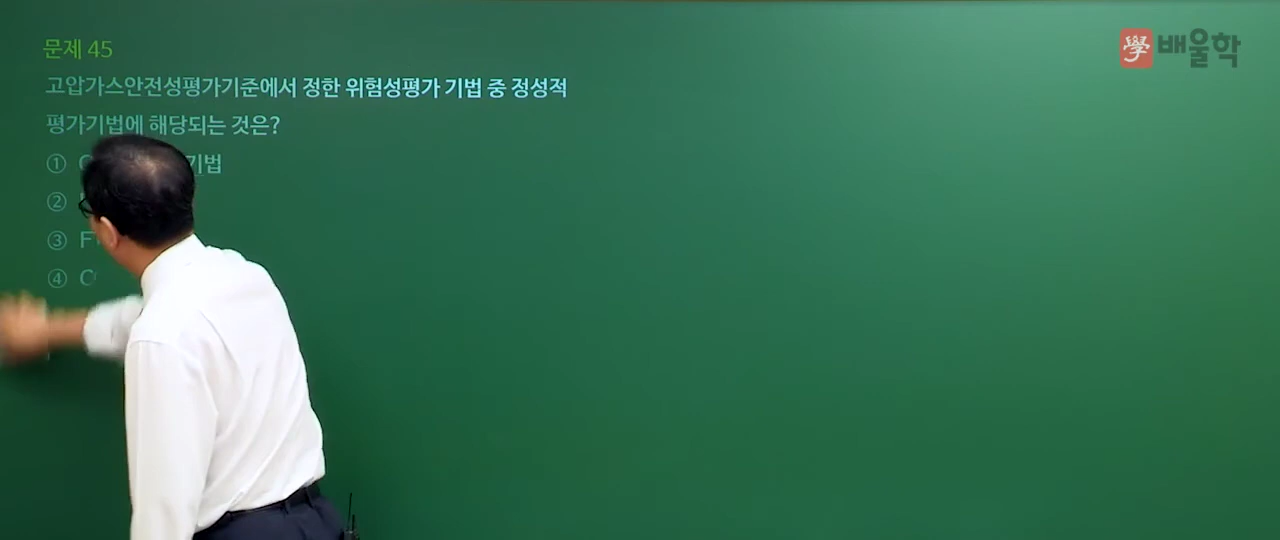 문제 45
고압가스안전성평가기준에서 정한 위험성평가 기법 중 정성적
평가기법에 해당되는 것은?
① 기법
②
③ F
④
學 배울학